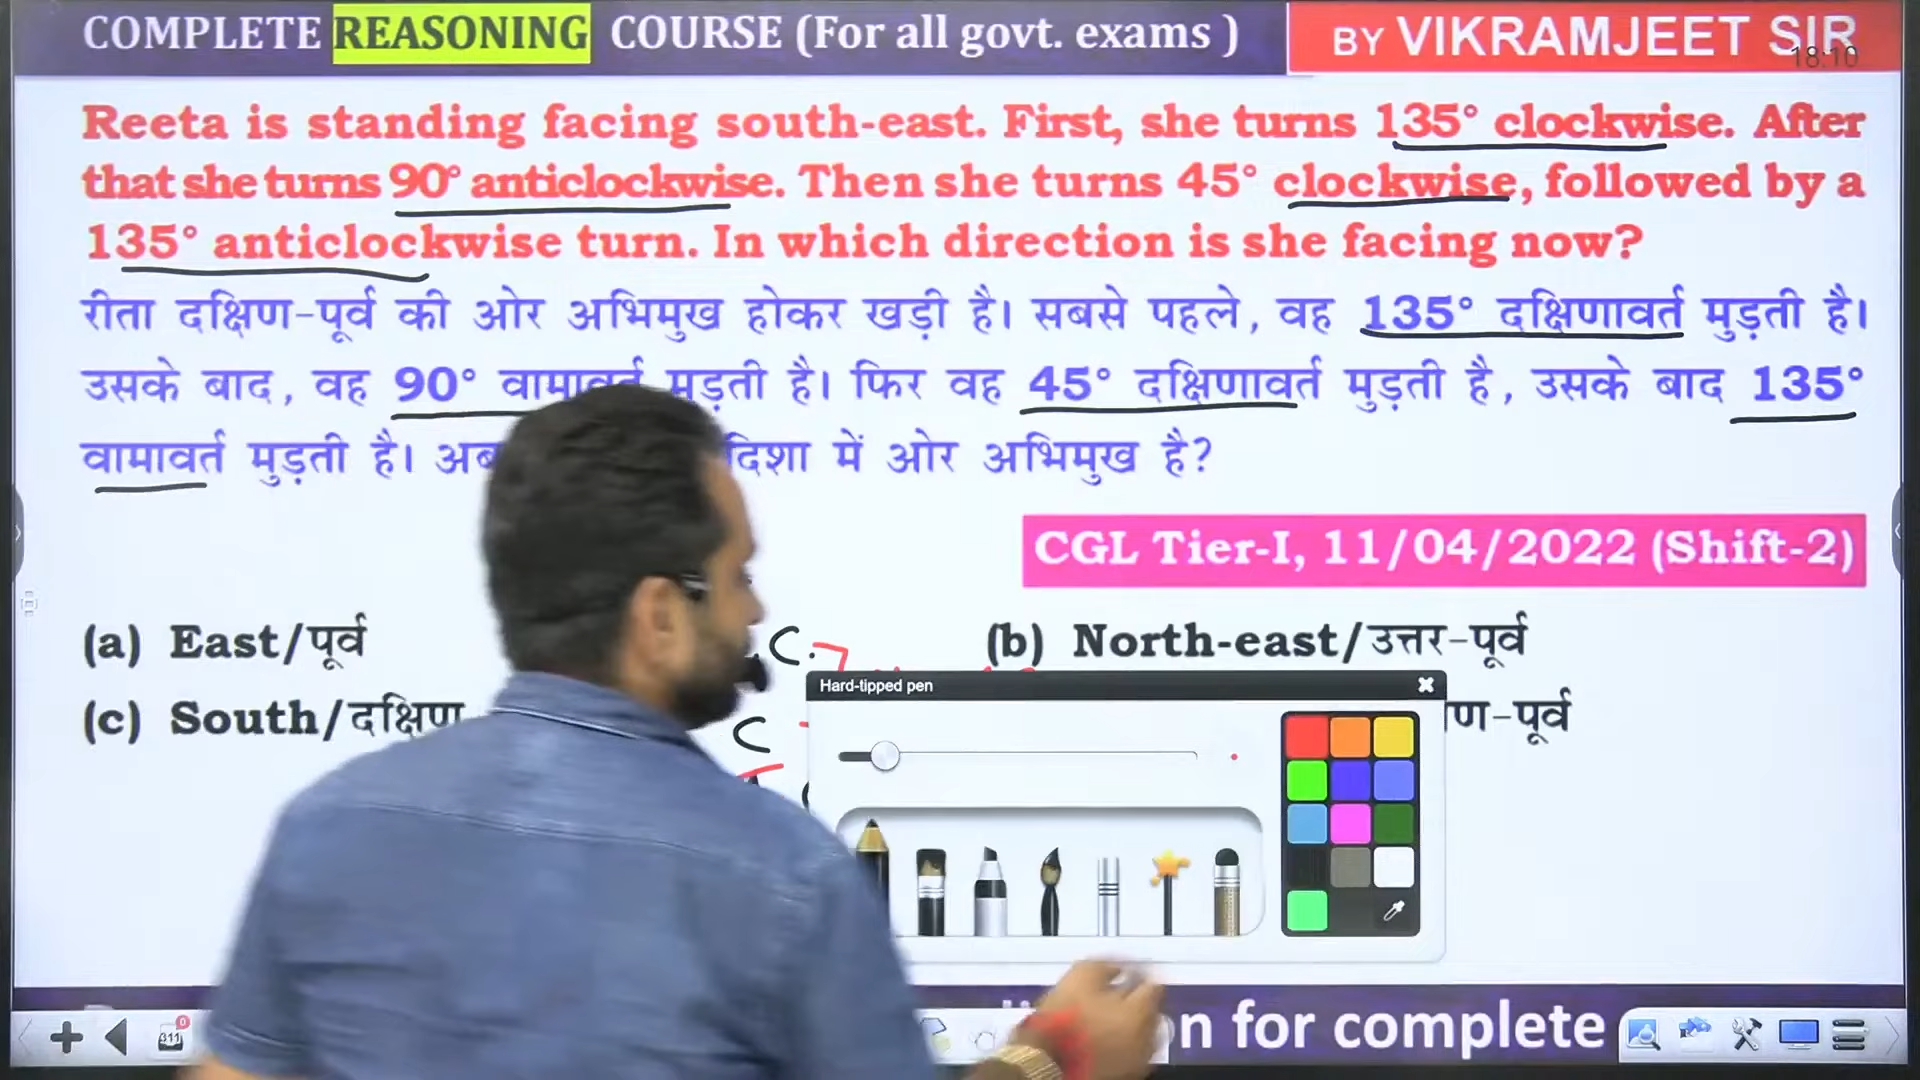 COMPLETE REASONING COURSE (For all govt. exams )
BY VIKRAMJEET SIR
18:10
Reeta is standing facing south-east. First, she turns 135° clockwise. After
that she turns 90° anticlockwise. Then she turns 45° clockwise, followed by a
135° anticlockwise turn. In which direction is she facing now?
रीता दक्षिण-पूर्व की ओर अभिमुख होकर खड़ी है। सबसे पहले, वह 135° दक्षिणावर्त मुड़ती है।
उसके बाद, वह 90° वामावर्त मुड़ती है। फिर वह 45° दक्षिणावर्त मुड़ती है, उसके बाद 135°
वामावर्त मुड़ती है। अब दिशा में ओर अभिमुख है?
CGL Tier-I, 11/04/2022 (Shift-2)
(a) East/पूर्व
C.
(b) North-east/उत्तर-पूर्व
(c) South/दक्षिण
C
Hard-tipped pen
for complete